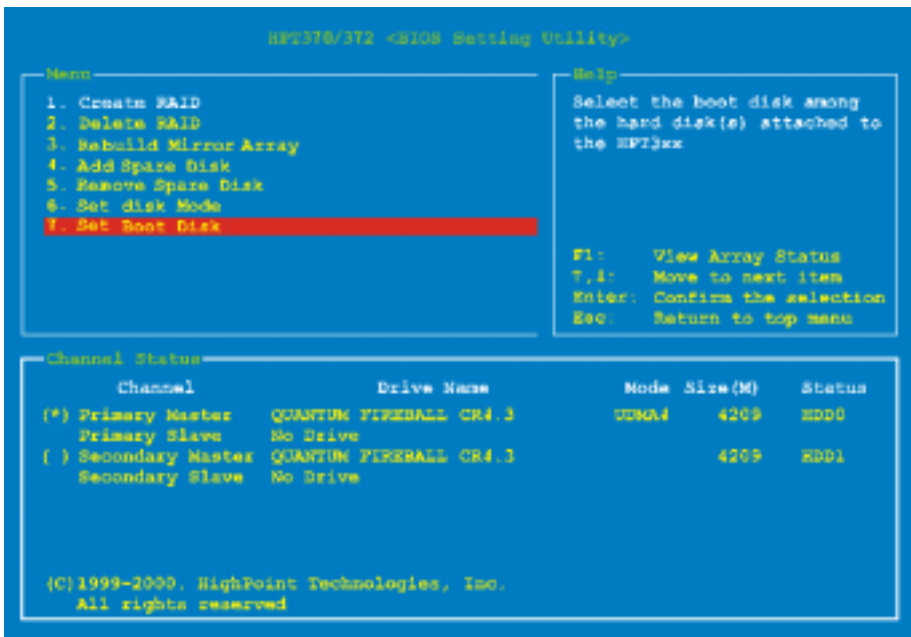 HPT370/372 <BIOS Setting Utility>
Menu
1. Create RAID
2. Delete RAID
3. Rebuild Mirror Array
4. Add Spare Disk
5. Remove Spare Disk
6. Set disk Mode
7. Set Boot Disk
Help
Select the boot disk among
the hard disk(s) attached to
the HPT3xx
F1: View Array Status
↑,↓: Move to next item
Enter: Confirm the selection
Esc: Return to top menu
Channel Status
Channel Drive Name Mode Size(M) Status
(*) Primary Master QUANTUM FIREBALL CR4.3 UDMA4 4209 HDD0
Primary Slave No Drive
( ) Secondary Master QUANTUM FIREBALL CR4.3 4209 HDD1
Secondary Slave No Drive
(C)1999-2000. HighPoint Technologies, Inc.
All rights reserved